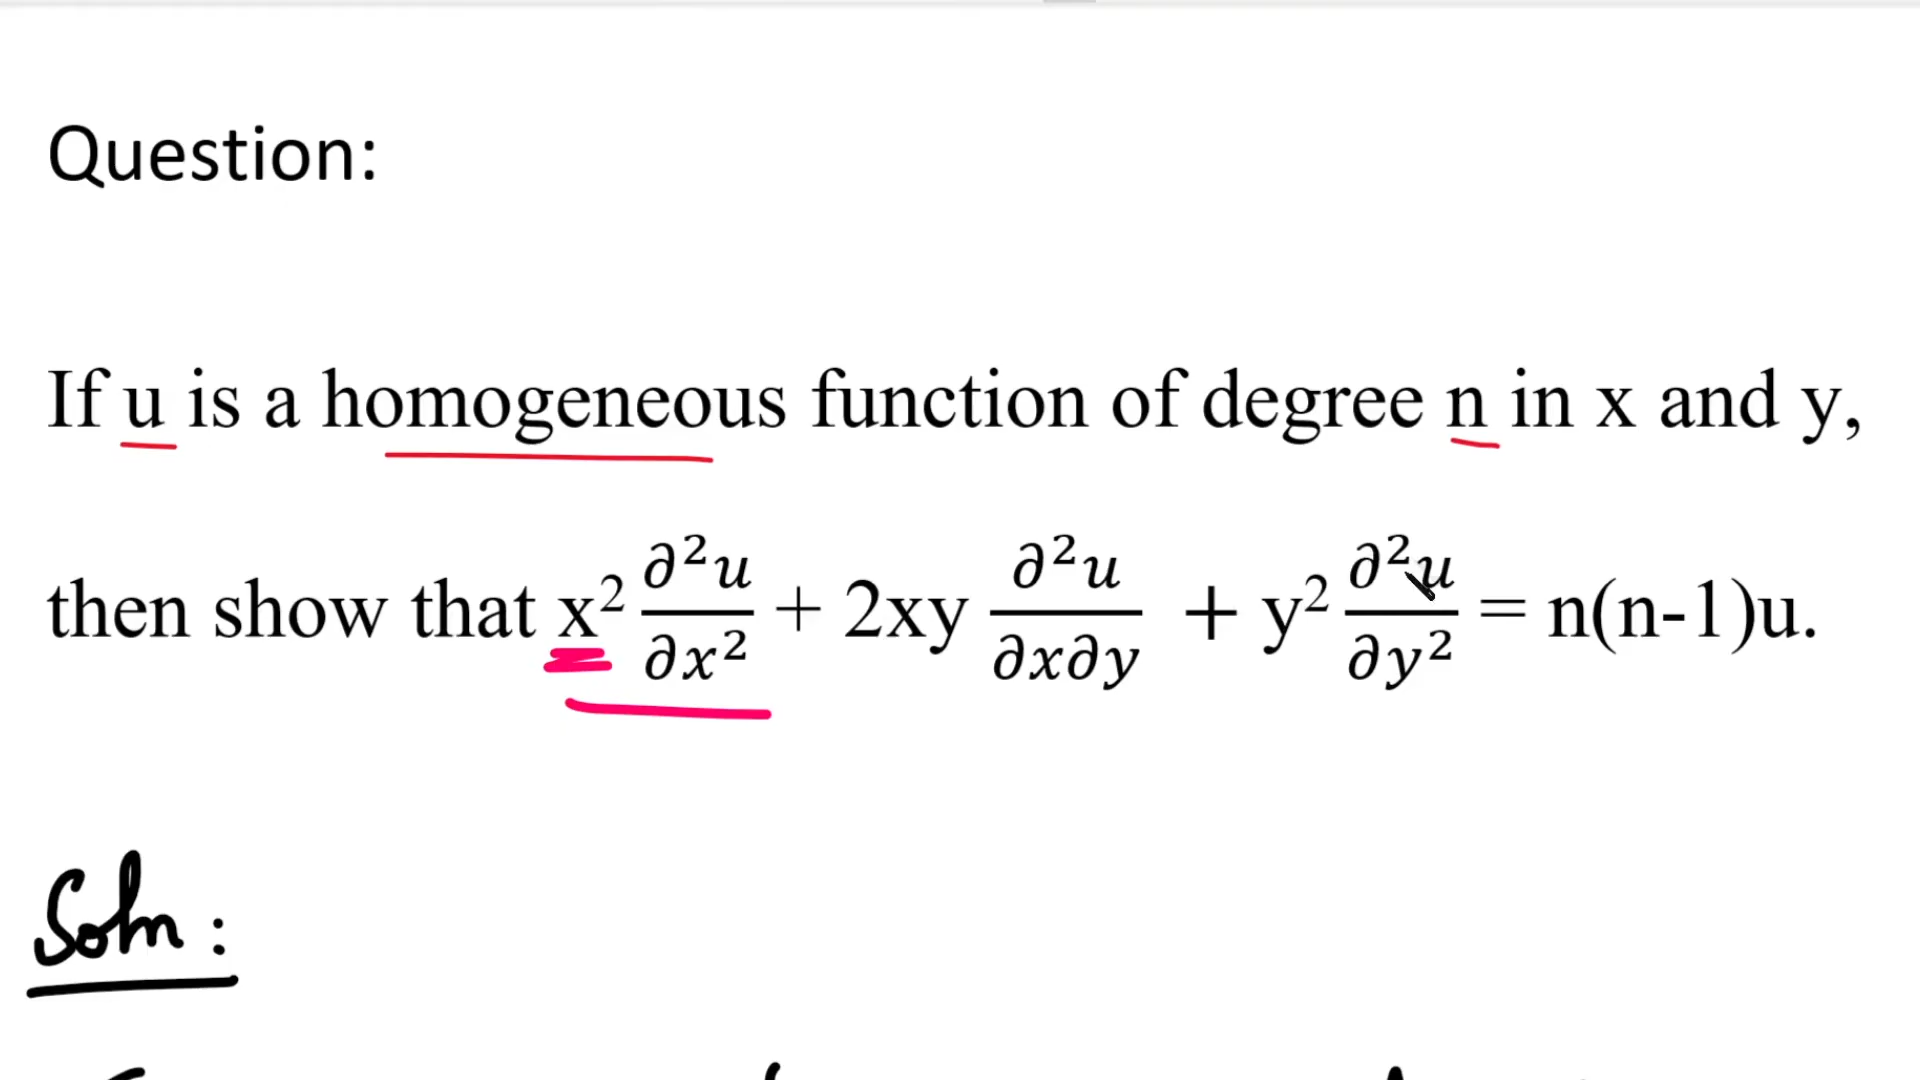 Question:
If u is a homogeneous function of degree n in x and y,
then show that x² ∂²u/∂x² + 2xy ∂²u/∂x∂y + y² ∂²u/∂y² = n(n-1)u.
Soln :